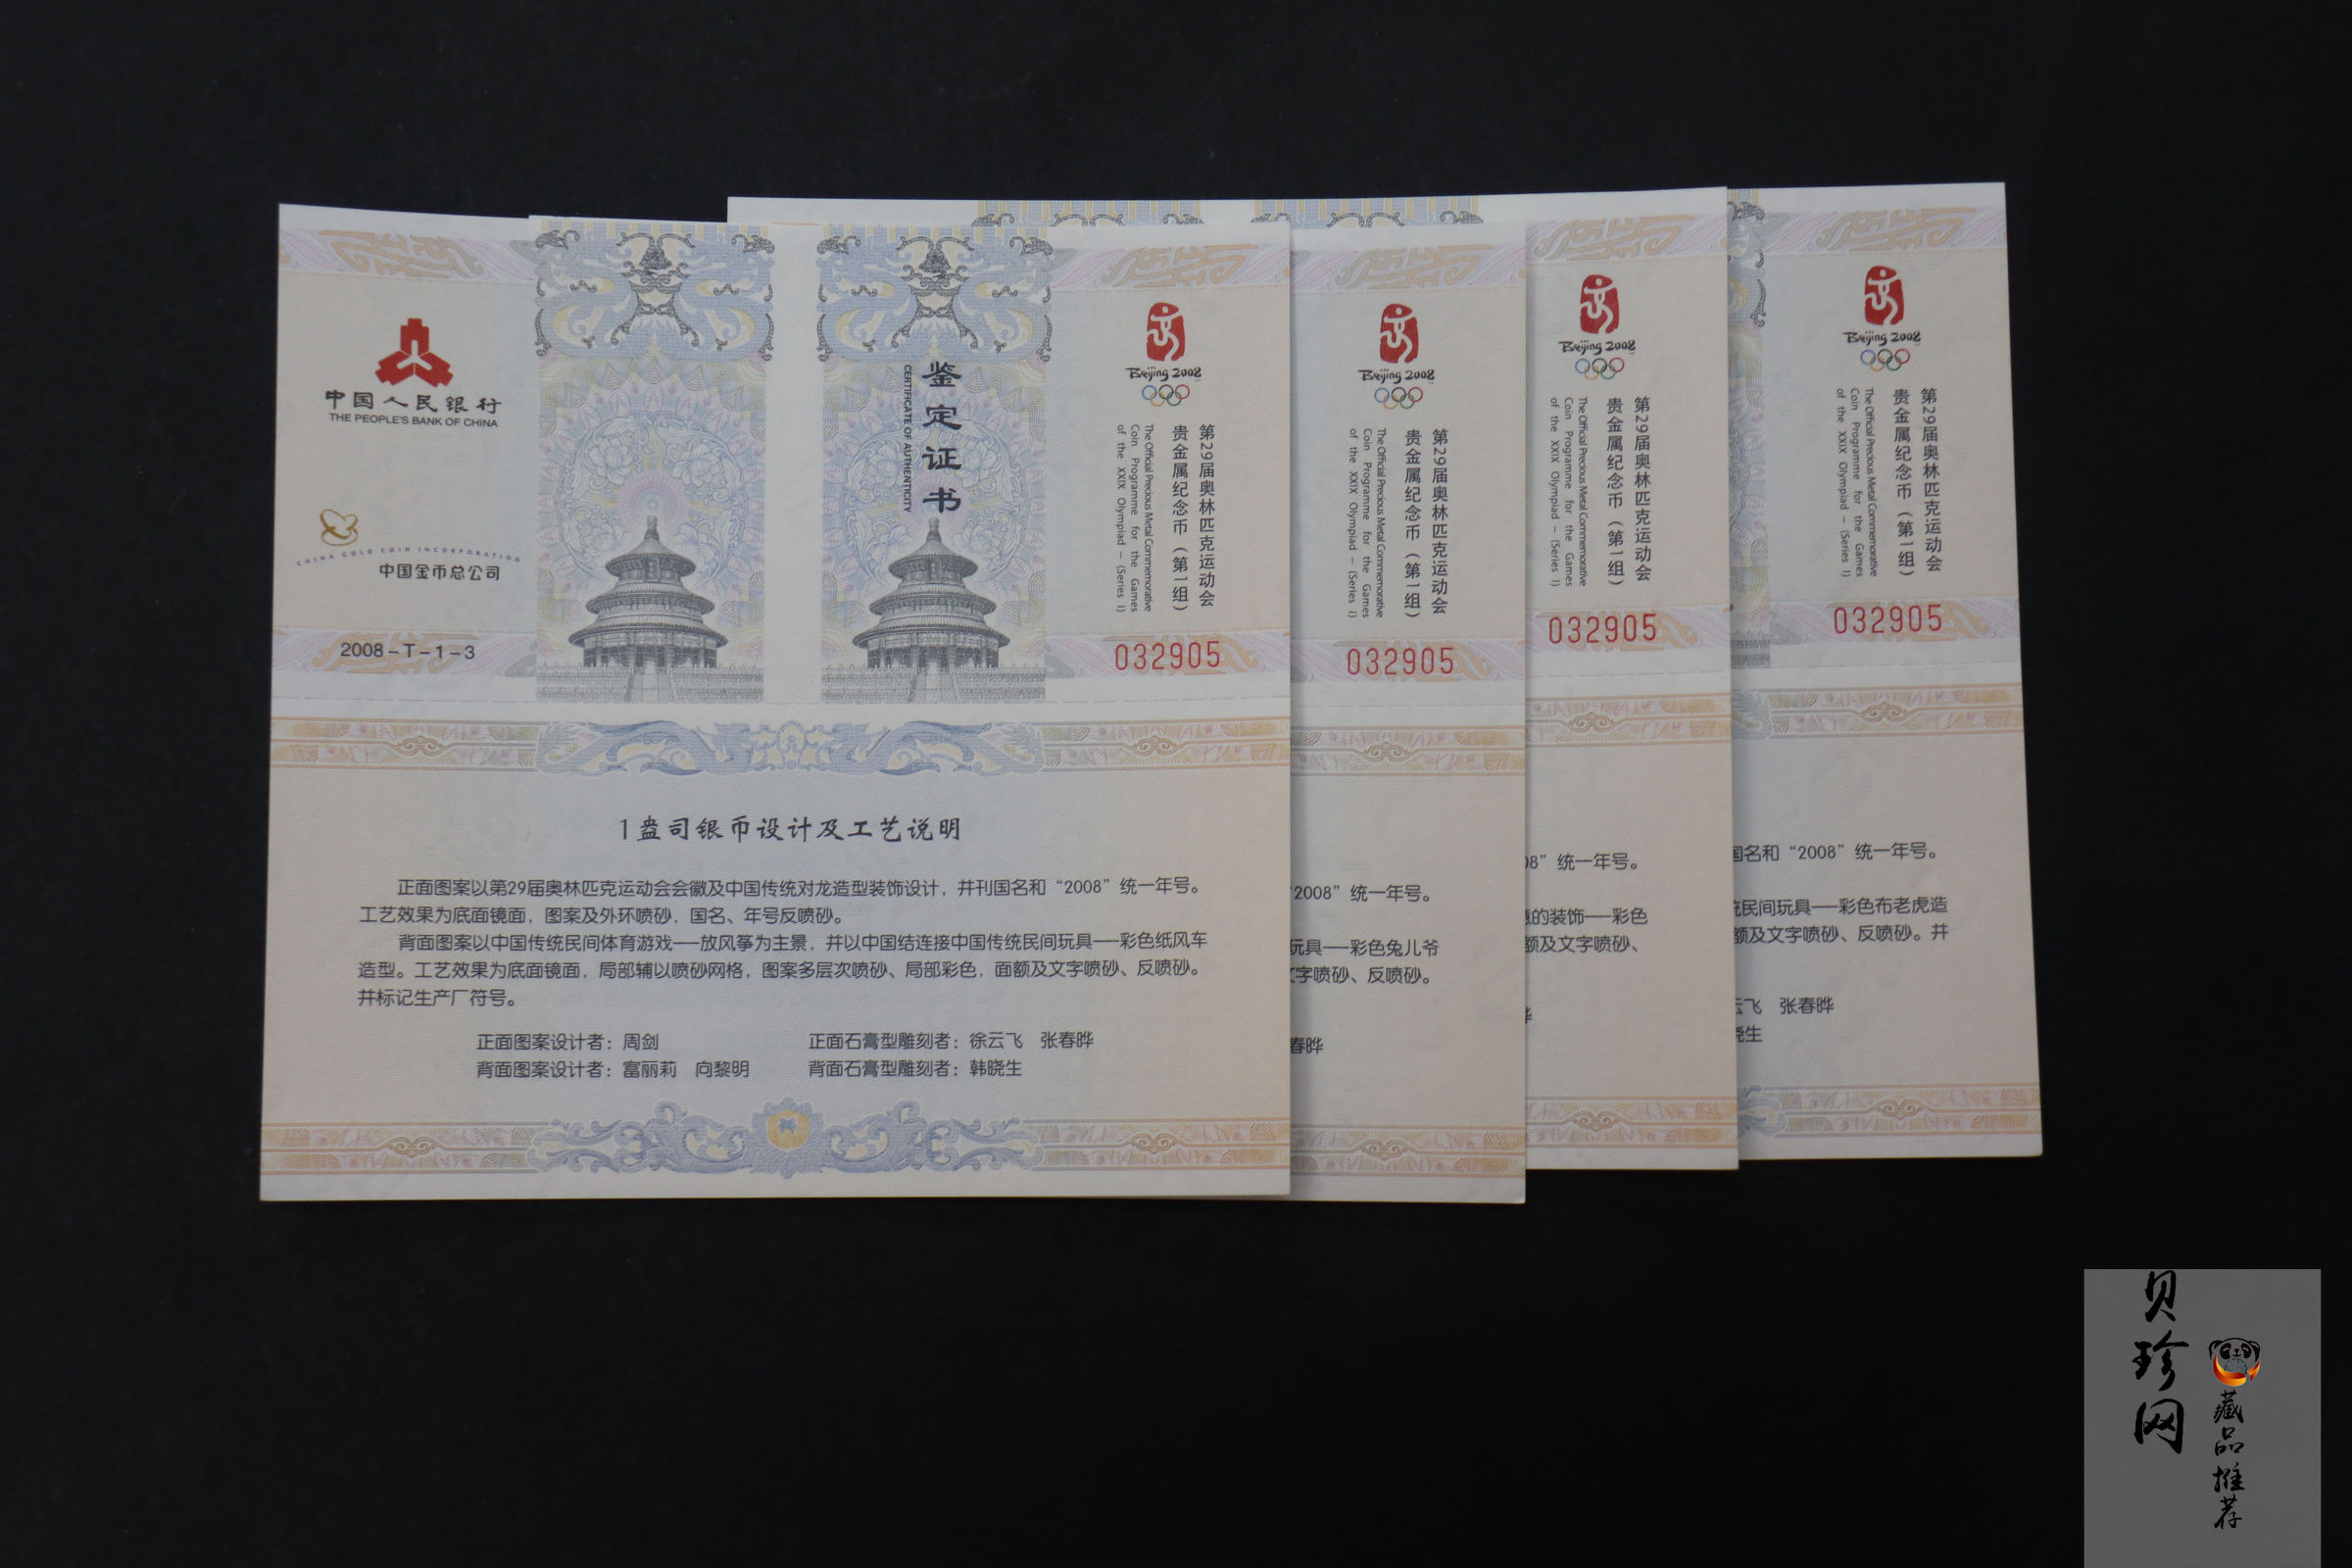 中国人民银行
THE PEOPLE'S BANK OF CHINA
CHINA GOLD COIN INCORPORATION
中国金币总公司
2008-T-1-3
鉴定证书
CERTIFICATE OF AUTHENTICITY
Beijing 2008
第29届奥林匹克运动会
贵金属纪念币（第1组）
The Official Precious Metal Commemorative
Coin Programme for the Games
of the XXIX Olympiad – (Series I)
032905
1盎司银币设计及工艺说明
正面图案以第29届奥林匹克运动会会徽及中国传统对龙造型装饰设计，并刊国名和“2008”统一年号。
工艺效果为底面镜面，图案及外环喷砂，国名、年号反喷砂。
背面图案以中国传统民间体育游戏——放风筝为主景，并以中国结连接中国传统民间玩具——彩色纸风车
造型。工艺效果为底面镜面，局部辅以喷砂网格，图案多层次喷砂、局部彩色，面额及文字喷砂、反喷砂。
并标记生产厂符号。
正面图案设计者：周剑 正面石膏型雕刻者：徐云飞 张春晔
背面图案设计者：富丽莉 向黎明 背面石膏型雕刻者：韩晓生
Beijing 2008
第29届奥林匹克运动会
贵金属纪念币（第1组）
The Official Precious Metal Commemorative
Coin Programme for the Games
of the XXIX Olympiad – (Series I)
032905
“2008”统一年号。
玩具——彩色兔儿爷
文字喷砂、反喷砂。
春晔
Beijing 2008
第29届奥林匹克运动会
贵金属纪念币（第1组）
The Official Precious Metal Commemorative
Coin Programme for the Games
of the XXIX Olympiad – (Series I)
032905
08”统一年号。
的装饰——彩色
额及文字喷砂、
Beijing 2008
第29届奥林匹克运动会
贵金属纪念币（第1组）
The Official Precious Metal Commemorative
Coin Programme for the Games
of the XXIX Olympiad – (Series I)
032905
国名和“2008”统一年号。
民间玩具——彩色布老虎造
额及文字喷砂、反喷砂。并
云飞 张春晔
晓生
贝珍网
藏品推荐